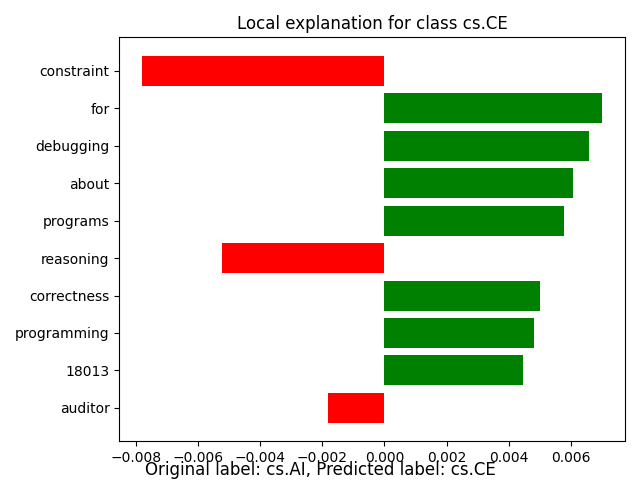 Local explanation for class cs.CE
constraint
for
debugging
about
programs
reasoning
correctness
programming
18013
auditor
−0.008 −0.006 −0.004 −0.002 0.000 0.002 0.004 0.006
Original label: cs.AI, Predicted label: cs.CE